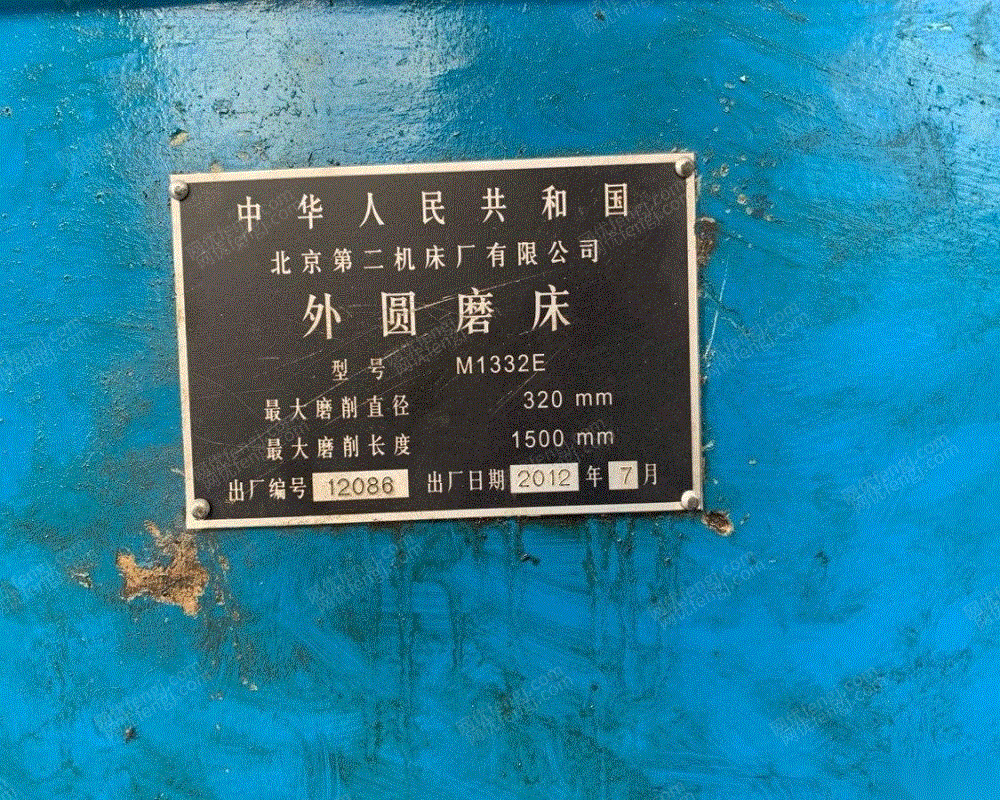 中华人民共和国
北京第二机床厂有限公司
外圆磨床
型号 M1332E
最大磨削直径 320 mm
最大磨削长度 1500 mm
出厂编号 12086 出厂日期 2012 年 7 月